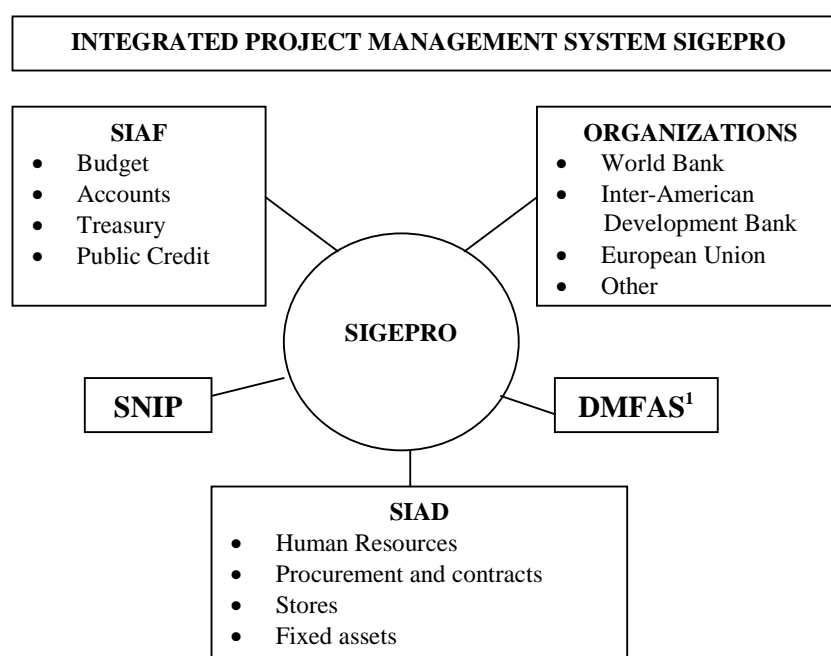 INTEGRATED PROJECT MANAGEMENT SYSTEM SIGEPRO
SIAF
• Budget
• Accounts
• Treasury
• Public Credit
ORGANIZATIONS
• World Bank
• Inter-American
Development Bank
• European Union
• Other
SIGEPRO
SNIP
DMFAS¹
SIAD
• Human Resources
• Procurement and contracts
• Stores
• Fixed assets